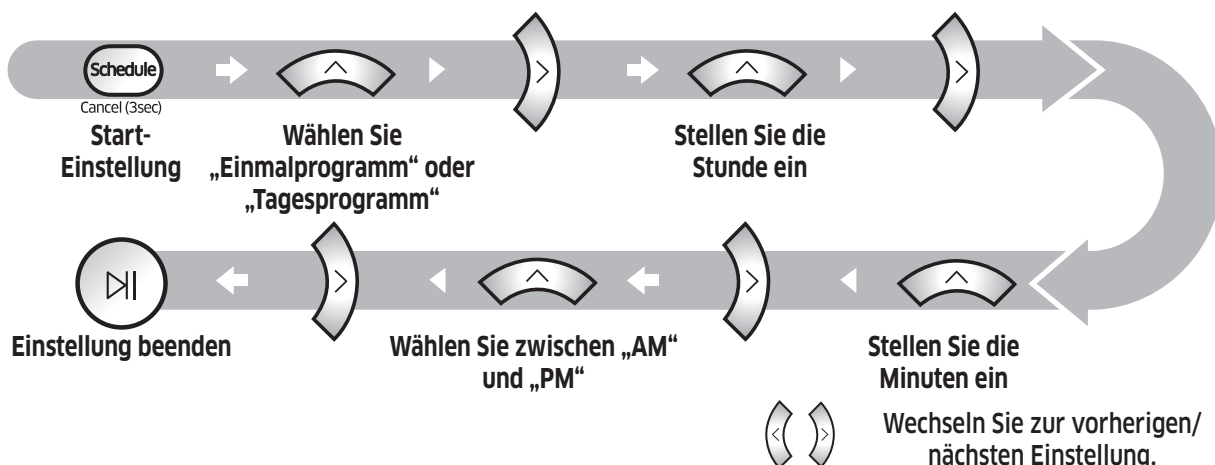 Schedule
Cancel (3sec)
Start-
Einstellung
Wählen Sie
„Einmalprogramm“ oder
„Tagesprogramm“
Stellen Sie die
Stunde ein
Stellen Sie die
Minuten ein
Wählen Sie zwischen „AM“
und „PM“
Einstellung beenden
Wechseln Sie zur vorherigen/
nächsten Einstellung.